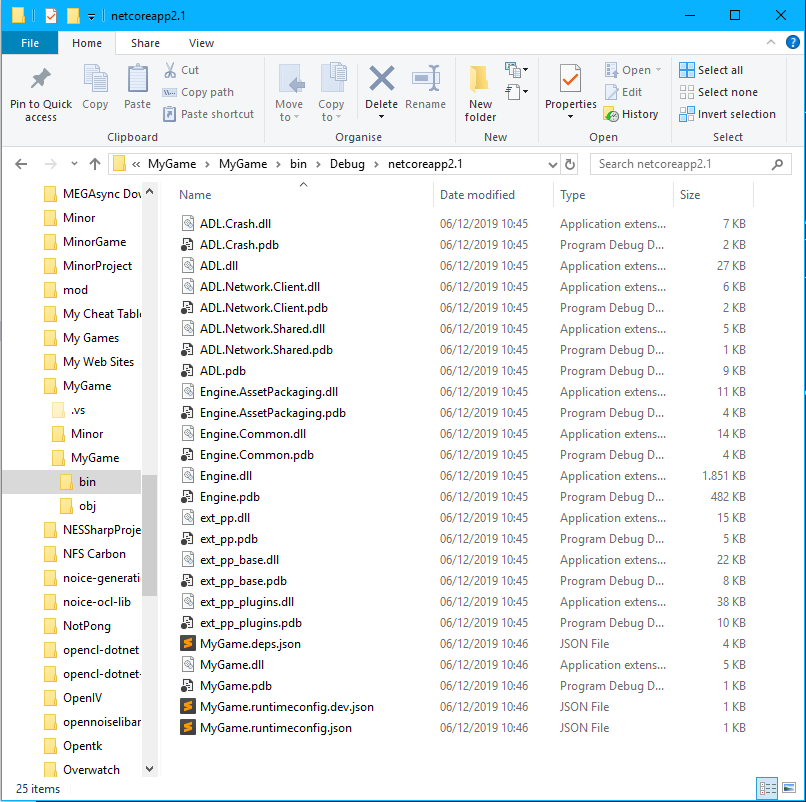 netcoreapp2.1
File Home Share View
Pin to Quick access
Copy
Paste
Cut
Copy path
Paste shortcut
Clipboard
Move to
Copy to
Delete
Rename
Organise
New folder
New
Properties
Open
Edit
History
Open
Select all
Select none
Invert selection
Select
« MyGame > MyGame > bin > Debug > netcoreapp2.1
Search netcoreapp2.1
MEGAsync Dov
Minor
MinorGame
MinorProject
mod
My Cheat Table
My Games
My Web Sites
MyGame
.vs
Minor
MyGame
bin
obj
NESSharpProje
NFS Carbon
noice-generati
noice-ocl-lib
NotPong
opencl-dotnet
opencl-dotnet-
OpenIV
opennoiselibar
Opentk
Overwatch
Name Date modified Type Size
ADL.Crash.dll 06/12/2019 10:45 Application extens... 7 KB
ADL.Crash.pdb 06/12/2019 10:45 Program Debug D... 2 KB
ADL.dll 06/12/2019 10:45 Application extens... 27 KB
ADL.Network.Client.dll 06/12/2019 10:45 Application extens... 6 KB
ADL.Network.Client.pdb 06/12/2019 10:45 Program Debug D... 2 KB
ADL.Network.Shared.dll 06/12/2019 10:45 Application extens... 5 KB
ADL.Network.Shared.pdb 06/12/2019 10:45 Program Debug D... 1 KB
ADL.pdb 06/12/2019 10:45 Program Debug D... 9 KB
Engine.AssetPackaging.dll 06/12/2019 10:45 Application extens... 11 KB
Engine.AssetPackaging.pdb 06/12/2019 10:45 Program Debug D... 4 KB
Engine.Common.dll 06/12/2019 10:45 Application extens... 14 KB
Engine.Common.pdb 06/12/2019 10:45 Program Debug D... 4 KB
Engine.dll 06/12/2019 10:45 Application extens... 1.851 KB
Engine.pdb 06/12/2019 10:45 Program Debug D... 482 KB
ext_pp.dll 06/12/2019 10:45 Application extens... 15 KB
ext_pp.pdb 06/12/2019 10:45 Program Debug D... 5 KB
ext_pp_base.dll 06/12/2019 10:45 Application extens... 22 KB
ext_pp_base.pdb 06/12/2019 10:45 Program Debug D... 8 KB
ext_pp_plugins.dll 06/12/2019 10:45 Application extens... 38 KB
ext_pp_plugins.pdb 06/12/2019 10:45 Program Debug D... 10 KB
MyGame.deps.json 06/12/2019 10:46 JSON File 4 KB
MyGame.dll 06/12/2019 10:46 Application extens... 5 KB
MyGame.pdb 06/12/2019 10:46 Program Debug D... 1 KB
MyGame.runtimeconfig.dev.json 06/12/2019 10:46 JSON File 1 KB
MyGame.runtimeconfig.json 06/12/2019 10:46 JSON File 1 KB
25 items